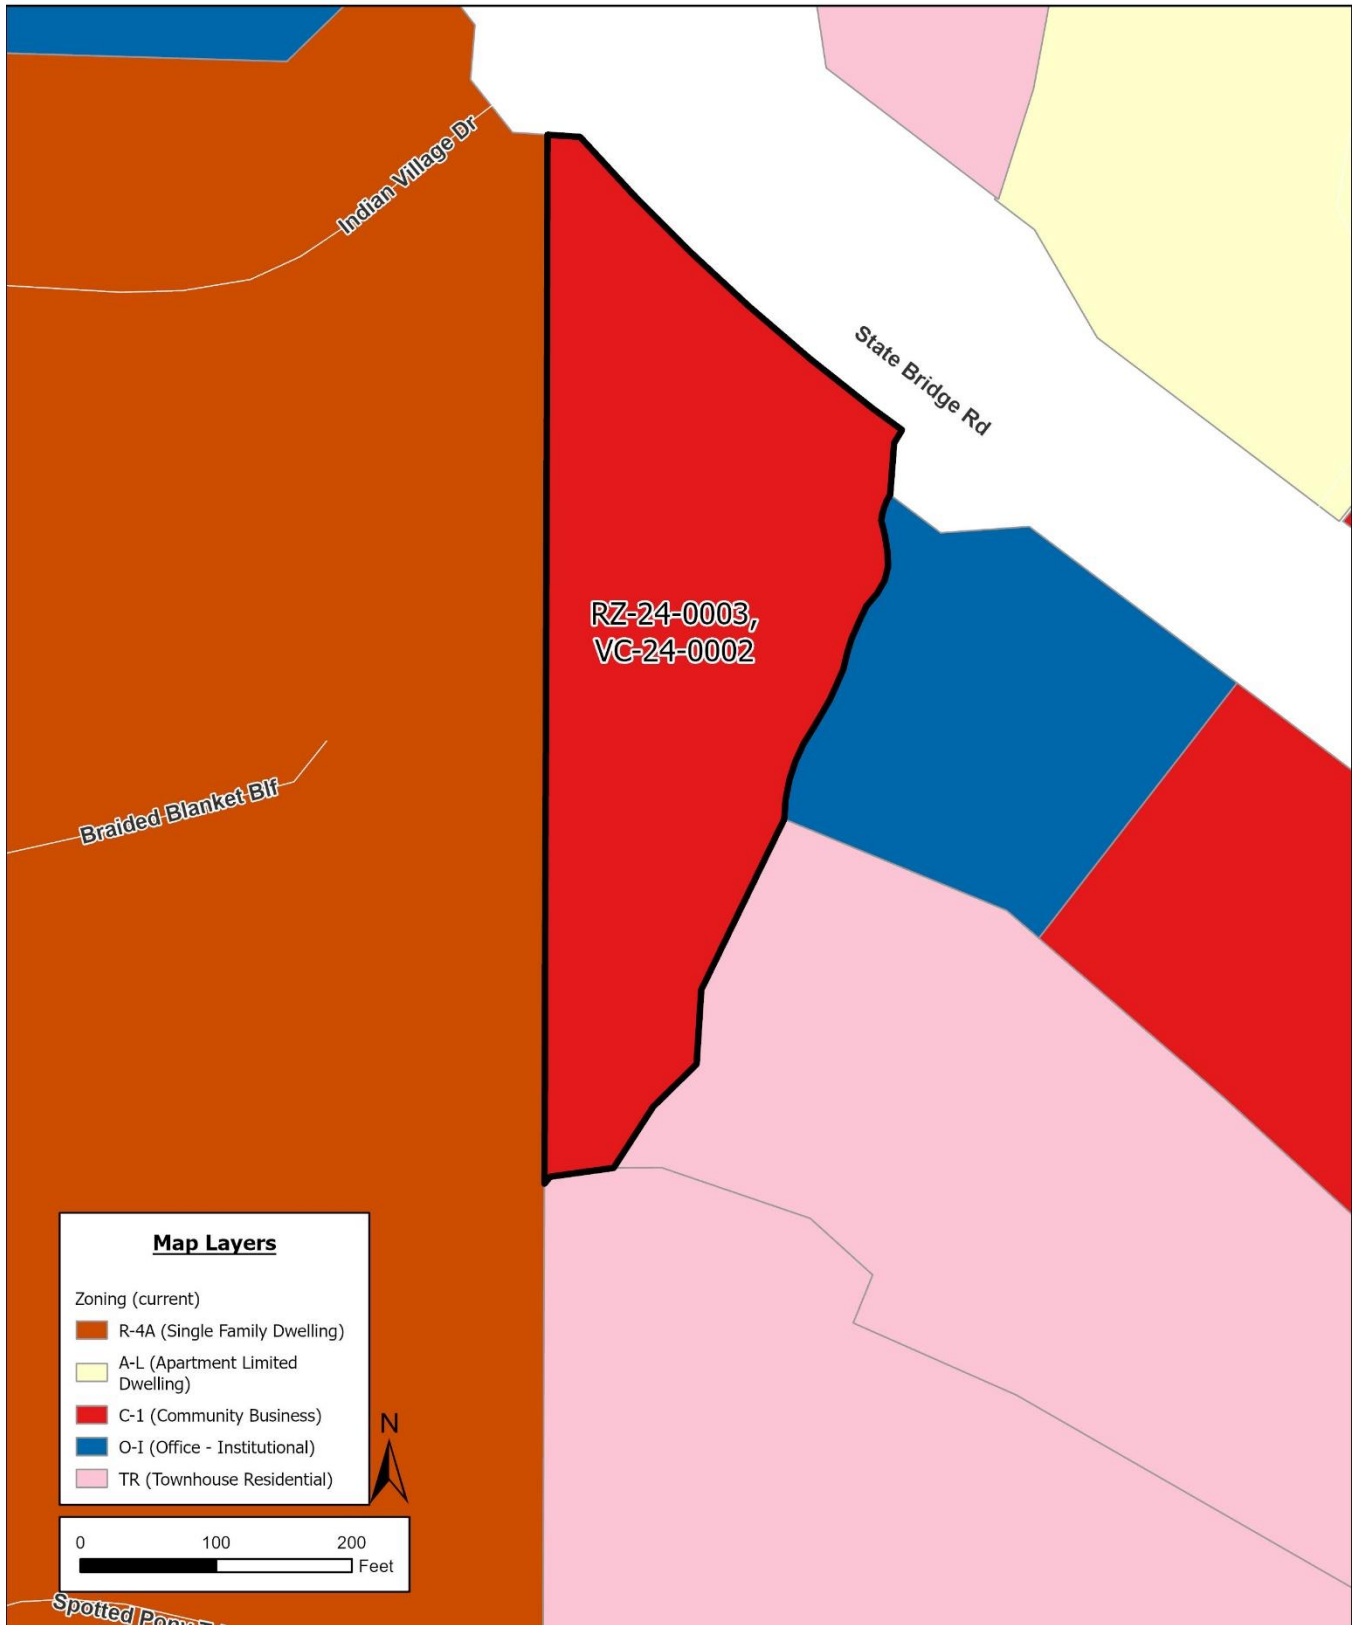 Indian Village Dr
State Bridge Rd
RZ-24-0003,
VC-24-0002
Braided Blanket Blf
Map Layers
Zoning (current)
R-4A (Single Family Dwelling)
A-L (Apartment Limited
Dwelling)
C-1 (Community Business)
O-I (Office - Institutional)
TR (Townhouse Residential)
N
0 100 200
Feet
Spotted Pony